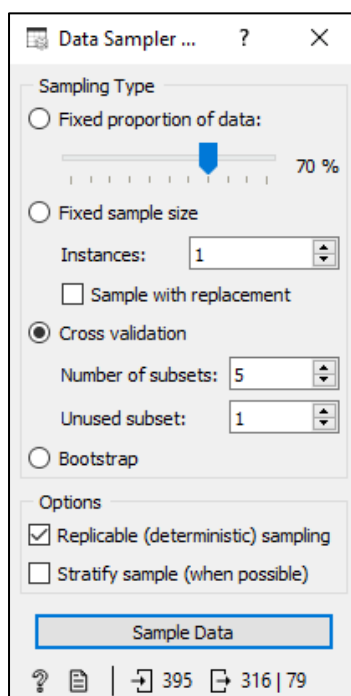 Data Sampler ... ? ×
Sampling Type
Fixed proportion of data:
70 %
Fixed sample size
Instances: 1
Sample with replacement
Cross validation
Number of subsets: 5
Unused subset: 1
Bootstrap
Options
Replicable (deterministic) sampling
Stratify sample (when possible)
Sample Data
? 395 316 | 79